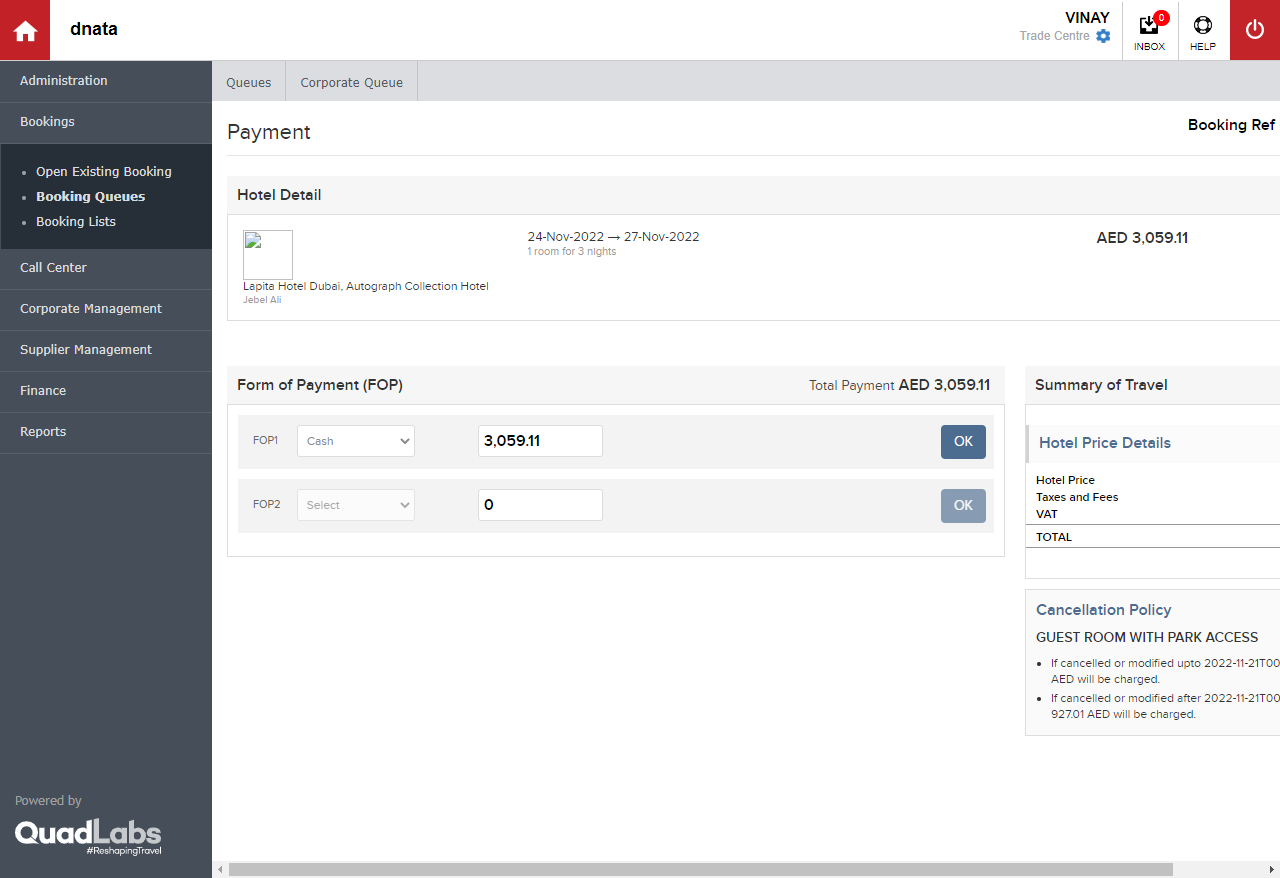 dnata
VINAY
Trade Centre
0
INBOX
HELP
Administration
Bookings
Open Existing Booking
Booking Queues
Booking Lists
Call Center
Corporate Management
Supplier Management
Finance
Reports
Powered by
QuadLabs
#ReshapingTravel
Queues
Corporate Queue
Payment
Booking Ref
Hotel Detail
24-Nov-2022 → 27-Nov-2022
AED 3,059.11
1 room for 3 nights
Lapita Hotel Dubai, Autograph Collection Hotel
Jebel Ali
Form of Payment (FOP)
Total Payment AED 3,059.11
FOP1
Cash
3,059.11
OK
FOP2
Select
0
OK
Summary of Travel
Hotel Price Details
Hotel Price
Taxes and Fees
VAT
TOTAL
Cancellation Policy
GUEST ROOM WITH PARK ACCESS
If cancelled or modified upto 2022-11-21T00
AED will be charged.
If cancelled or modified after 2022-11-21T00
927.01 AED will be charged.